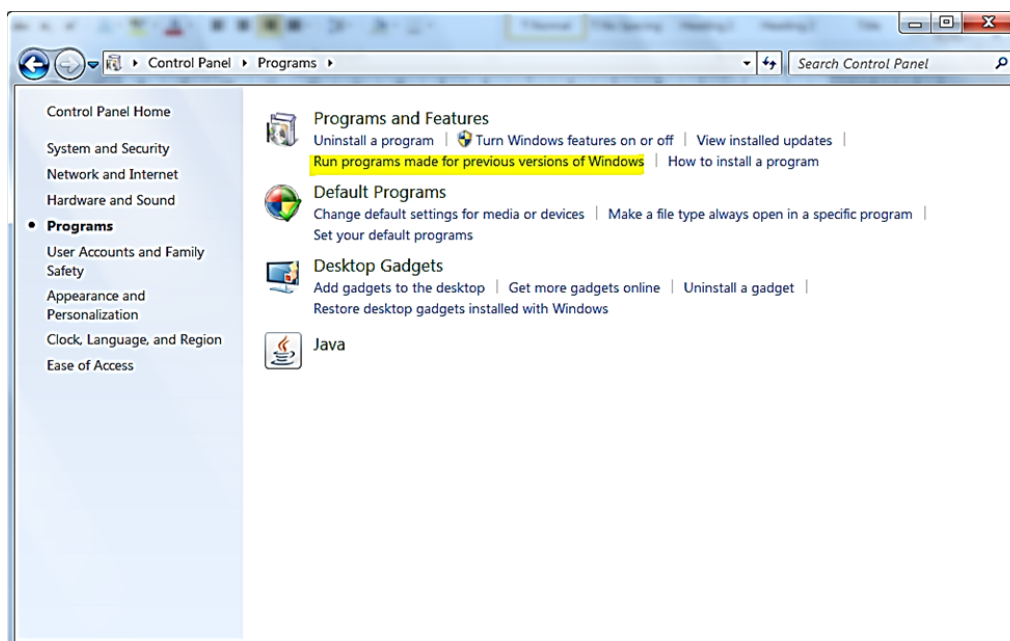 Control Panel Programs
Search Control Panel
Control Panel Home
System and Security
Network and Internet
Hardware and Sound
Programs
User Accounts and Family
Safety
Appearance and
Personalization
Clock, Language, and Region
Ease of Access
Programs and Features
Uninstall a program Turn Windows features on or off View installed updates
Run programs made for previous versions of Windows How to install a program
Default Programs
Change default settings for media or devices Make a file type always open in a specific program
Set your default programs
Desktop Gadgets
Add gadgets to the desktop Get more gadgets online Uninstall a gadget
Restore desktop gadgets installed with Windows
Java